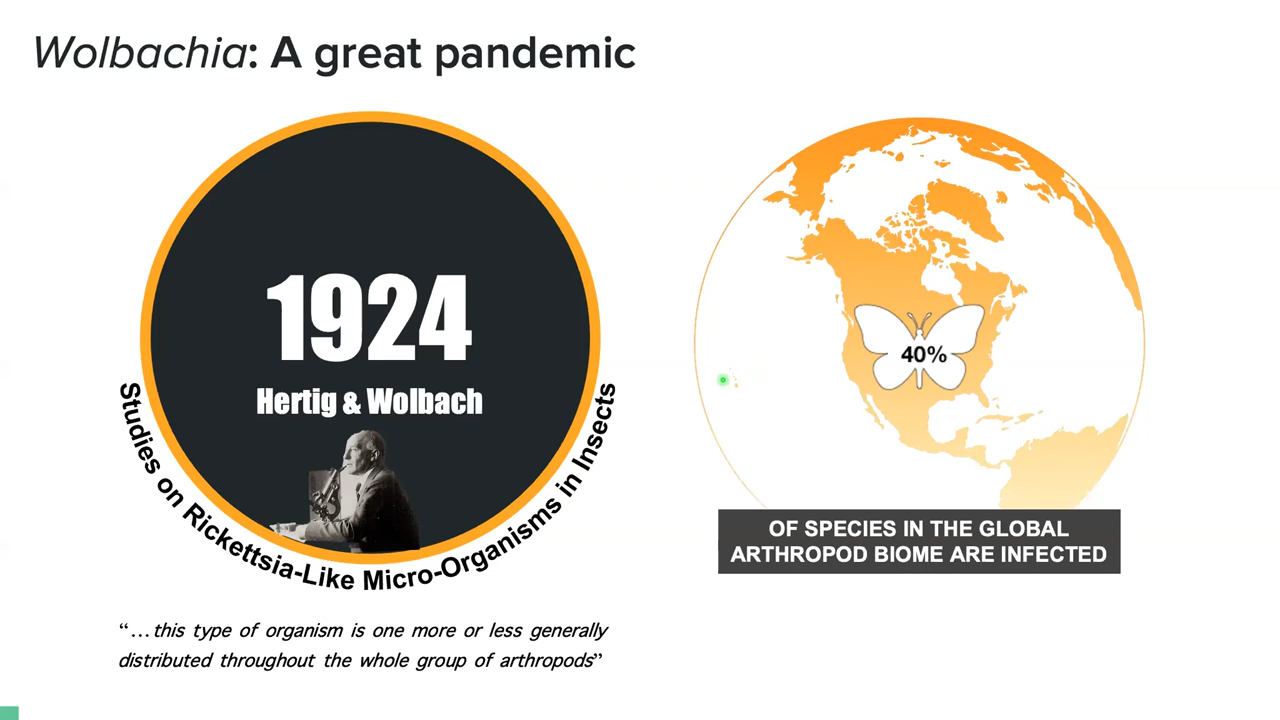 Wolbachia: A great pandemic
1924
Hertig & Wolbach
Studies on Rickettsia-Like Micro-Organisms in Insects
“…this type of organism is one more or less generally
distributed throughout the whole group of arthropods”
40%
OF SPECIES IN THE GLOBAL
ARTHROPOD BIOME ARE INFECTED